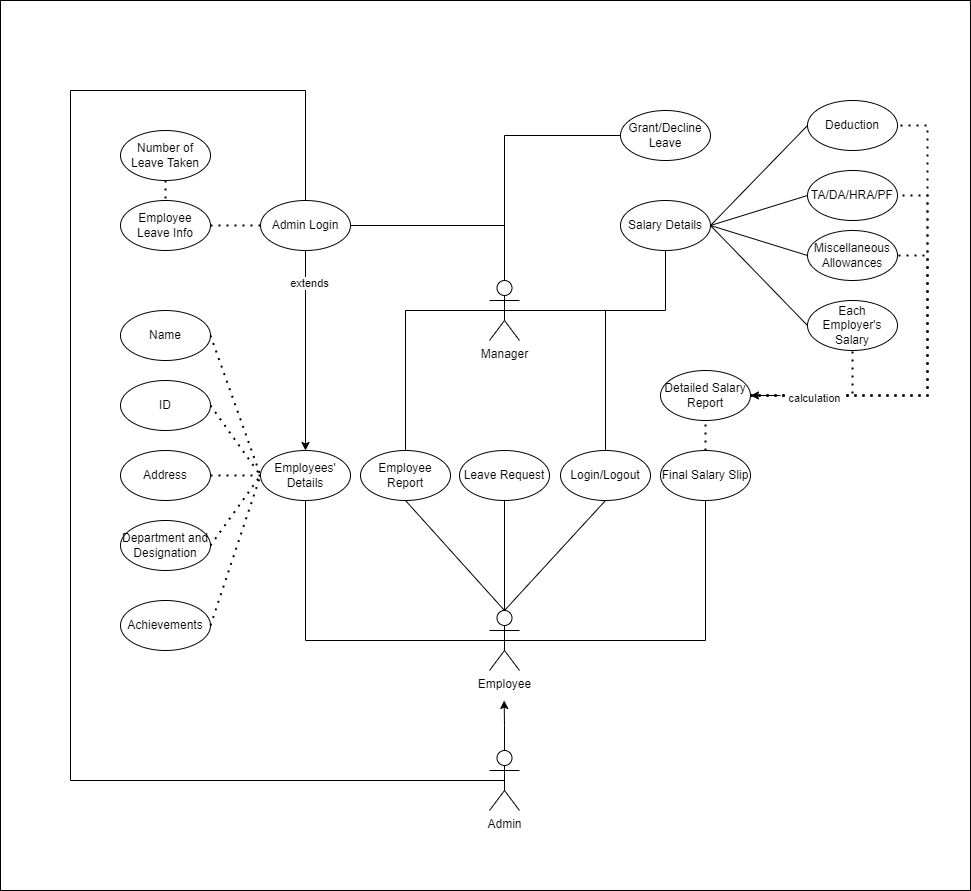 Number of
Leave Taken
Employee
Leave Info
Admin Login
Grant/Decline
Leave
Salary Details
Deduction
TA/DA/HRA/PF
Miscellaneous
Allowances
Each
Employer's
Salary
extends
Manager
Name
ID
Address
Department and
Designation
Achievements
Detailed Salary
Report
calculation
Employees'
Details
Employee
Report
Leave Request
Login/Logout
Final Salary Slip
Employee
Admin